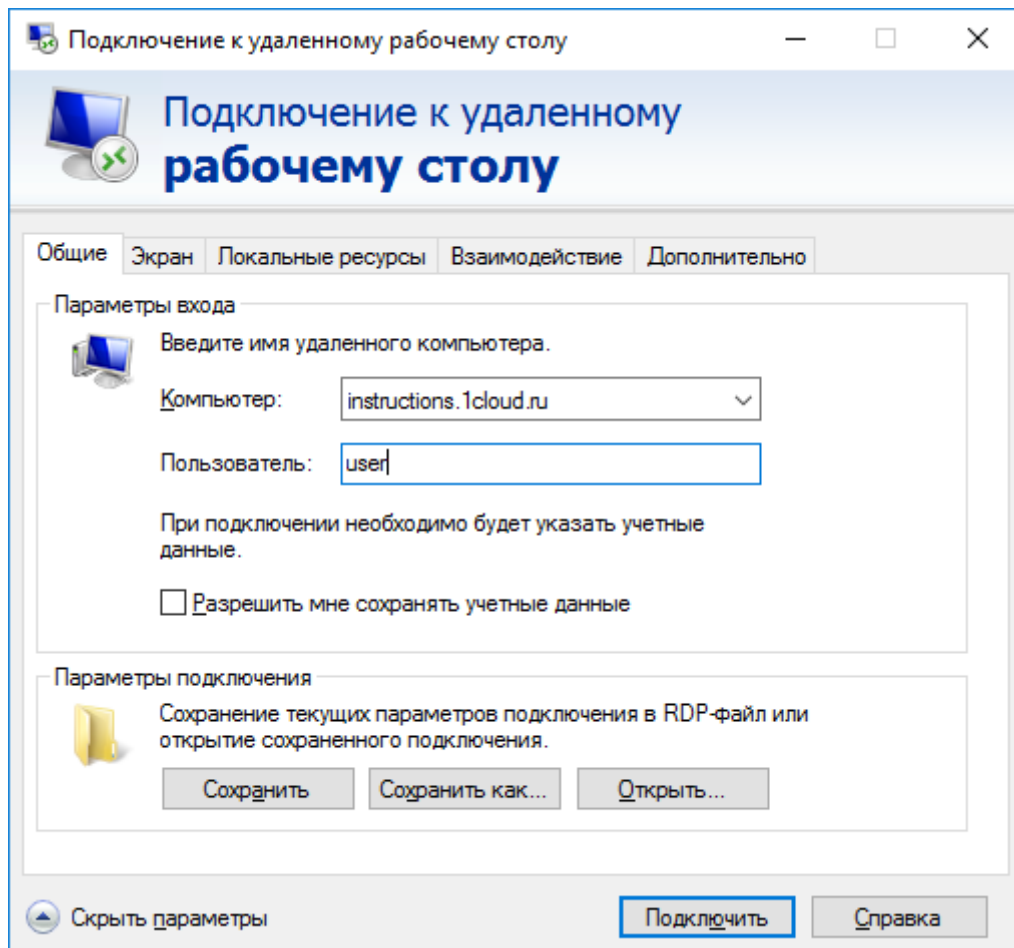 Подключение к удаленному рабочему столу
Подключение к удаленному
рабочему столу
Общие Экран Локальные ресурсы Взаимодействие Дополнительно
Параметры входа
Введите имя удаленного компьютера.
Компьютер: instructions.1cloud.ru
Пользователь: user
При подключении необходимо будет указать учетные
данные.
Разрешить мне сохранять учетные данные
Параметры подключения
Сохранение текущих параметров подключения в RDP-файл или
открытие сохраненного подключения.
Сохранить Сохранить как... Открыть...
Скрыть параметры Подключить Справка